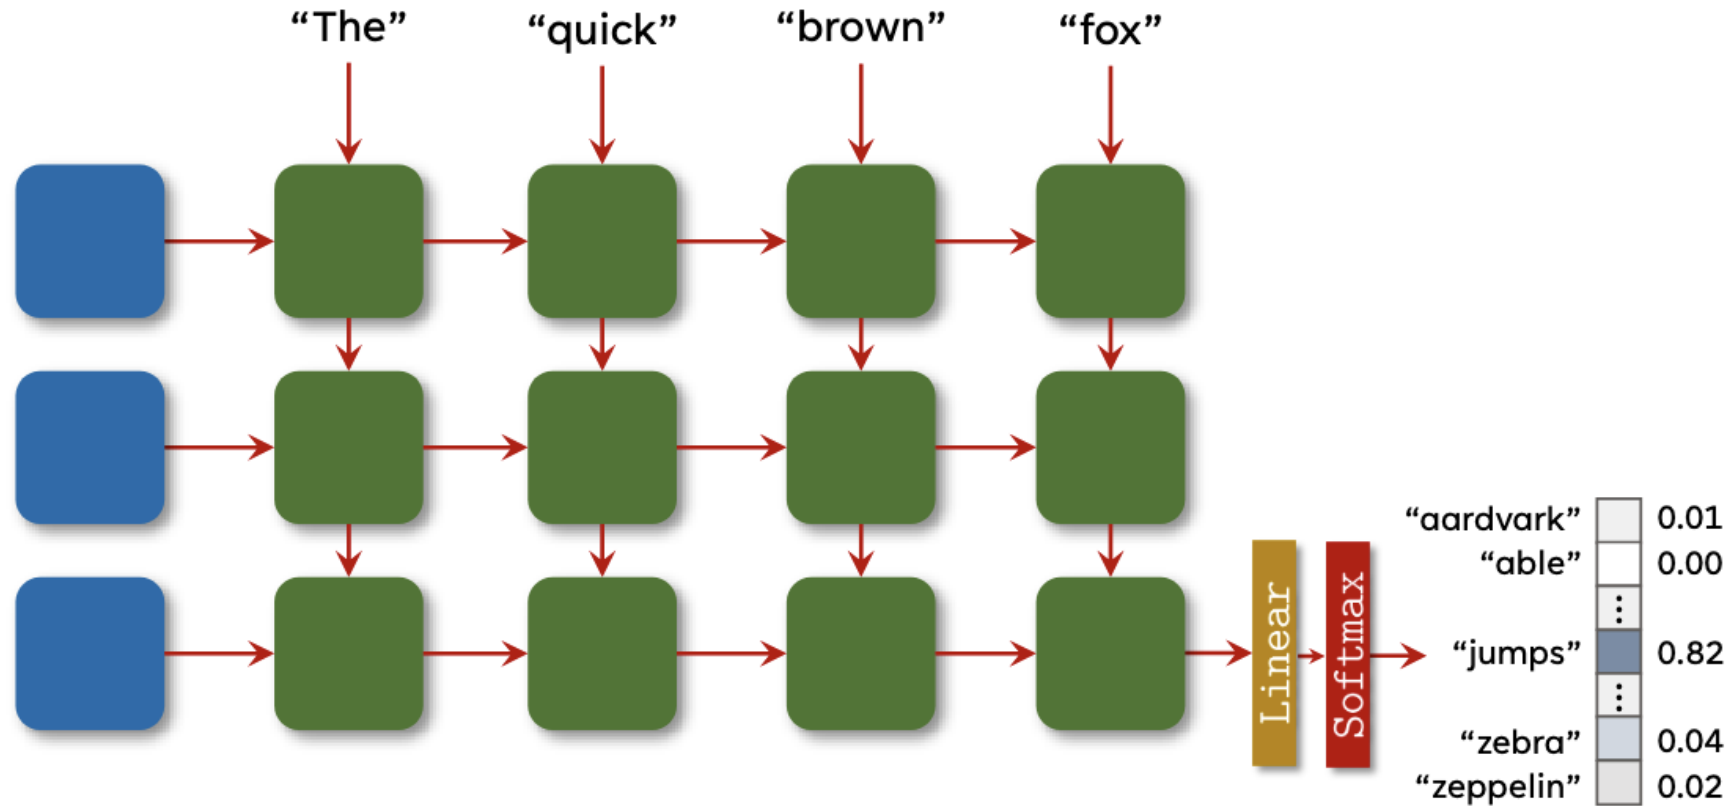 “The” “quick” “brown” “fox”
“aardvark” 0.01
“able” 0.00
⋮
“jumps” 0.82
⋮
“zebra” 0.04
“zeppelin” 0.02
Linear
Softmax